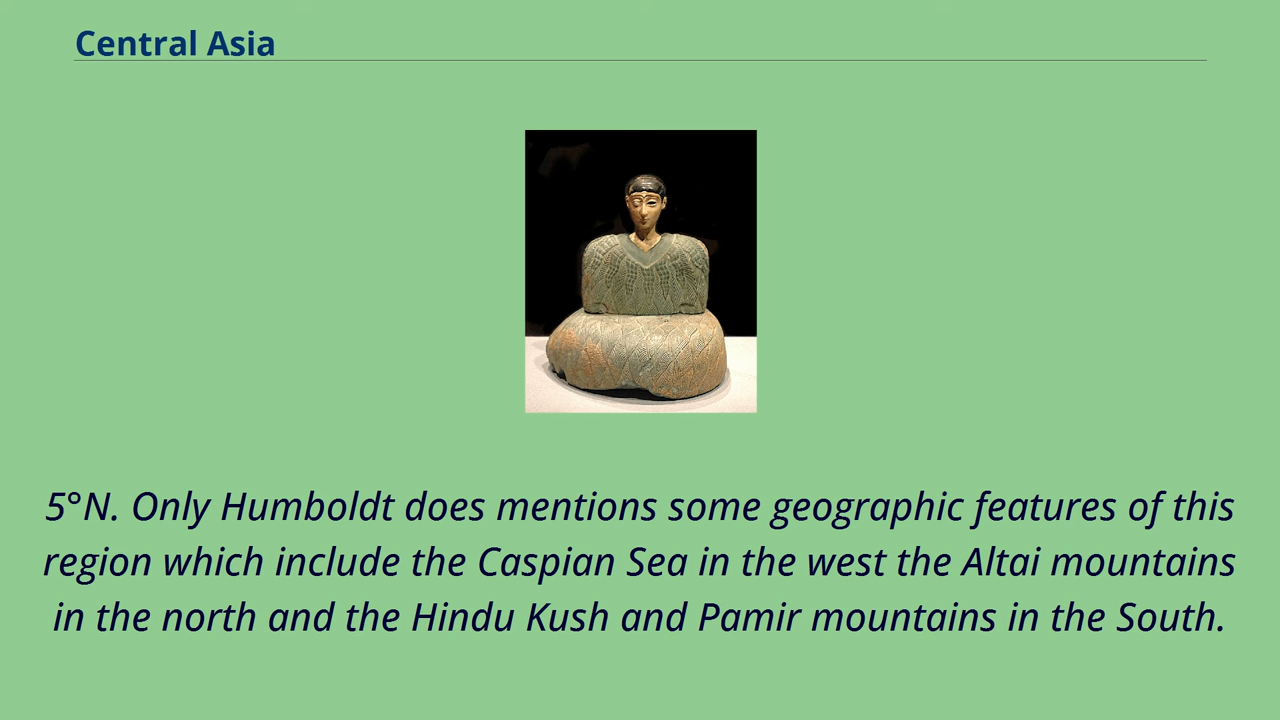 Central Asia
5°N. Only Humboldt does mentions some geographic features of this
region which include the Caspian Sea in the west the Altai mountains
in the north and the Hindu Kush and Pamir mountains in the South.